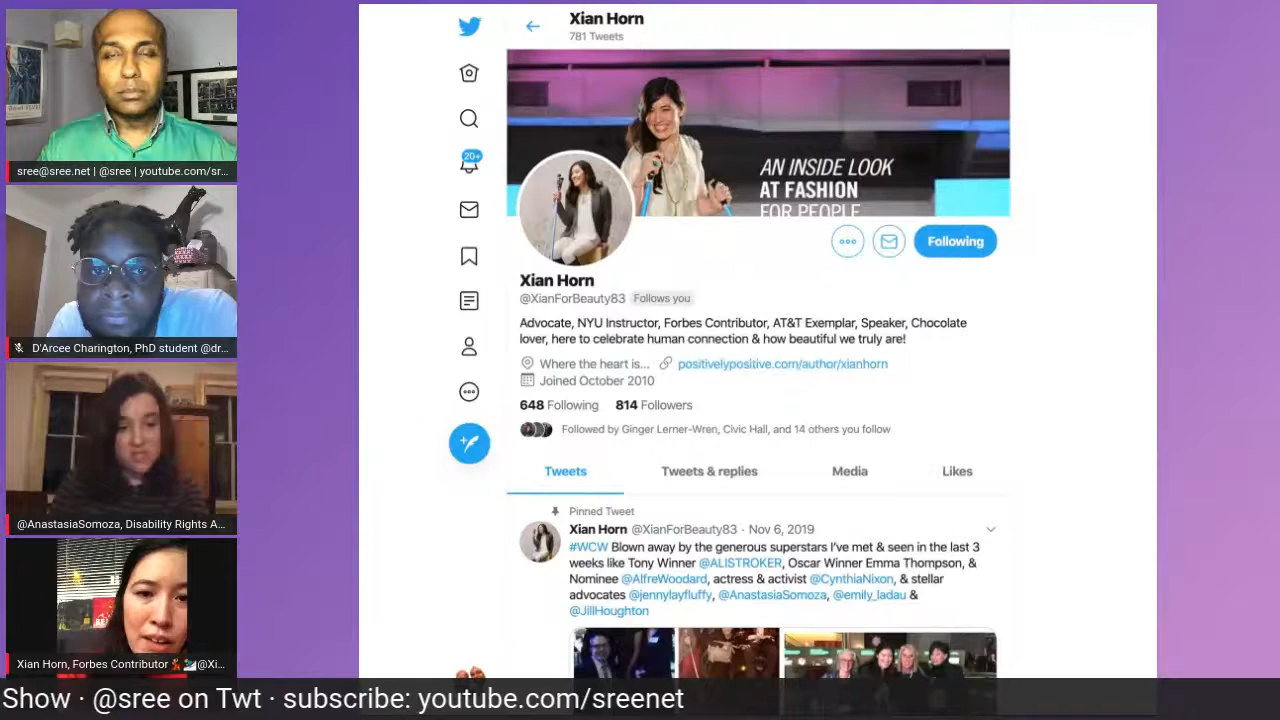 sree@sree.net | @sree | youtube.com/sr...
D'Arcee Charington, PhD student @dr...
@AnastasiaSomoza, Disability Rights A...
Xian Horn, Forbes Contributor 💃🏽🎿@Xi...
Xian Horn
781 Tweets
20+
AN INSIDE LOOK
AT FASHION
FOR PEOPLE
Following
Xian Horn
@XianForBeauty83 Follows you
Advocate, NYU Instructor, Forbes Contributor, AT&T Exemplar, Speaker, Chocolate
lover, here to celebrate human connection & how beautiful we truly are!
Where the heart is... positivelypositive.com/author/xianhorn
Joined October 2010
648 Following 814 Followers
Followed by Ginger Lerner-Wren, Civic Hall, and 14 others you follow
Tweets Tweets & replies Media Likes
Pinned Tweet
Xian Horn @XianForBeauty83 · Nov 6, 2019
#WCW Blown away by the generous superstars I've met & seen in the last 3
weeks like Tony Winner @ALISTROKER, Oscar Winner Emma Thompson, &
Nominee @AlfreWoodard, actress & activist @CynthiaNixon, & stellar
advocates @jennylayfluffy, @AnastasiaSomoza, @emily_ladau &
@JillHoughton
Show · @sree on Twt · subscribe: youtube.com/sreenet